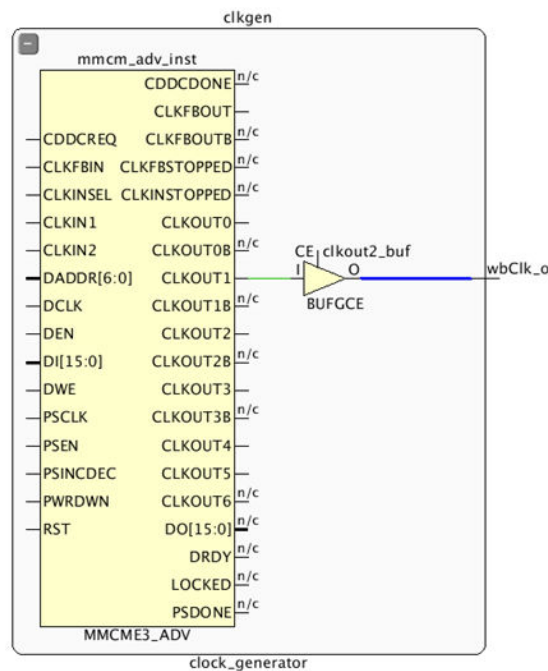 clkgen
mmcm_adv_inst
CDDCDONE n/c
CLKFBOUT
CDDCREQ CLKFBOUTB n/c
CLKFBIN CLKFBSTOPPED n/c
CLKINSEL CLKINSTOPPED n/c
CLKIN1 CLKOUT0
CLKIN2 CLKOUT0B n/c CE clkout2_buf
DADDR[6:0] CLKOUT1 I O wbClk_o
DCLK CLKOUT1B n/c BUFGCE
DEN CLKOUT2
DI[15:0] CLKOUT2B n/c
DWE CLKOUT3
PSCLK CLKOUT3B n/c
PSEN CLKOUT4
PSINCDEC CLKOUT5
PWRDWN CLKOUT6 n/c
RST DO[15:0] n/c
DRDY n/c
LOCKED n/c
PSDONE n/c
MMCME3_ADV
clock_generator